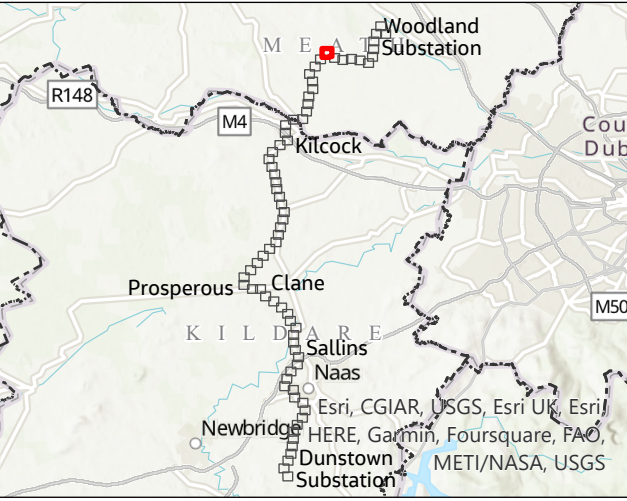 Woodland
Substation
M E A T H
R148
M4
Cou
Dub
Kilcock
Prosperous
Clane
M50
K I L D A R E
Sallins
Naas
Esri, CGIAR, USGS, Esri UK, Esri,
Newbridge
HERE, Garmin, Foursquare, FAO,
Dunstown
METI/NASA, USGS
Substation